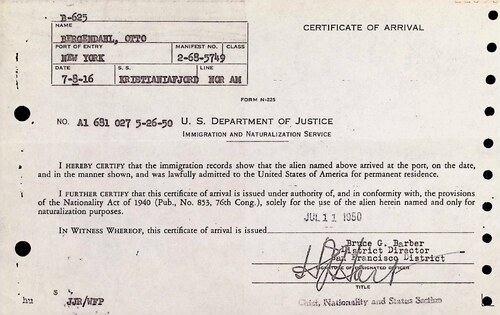 B-625
CERTIFICATE OF ARRIVAL
NAME
BERGENDAHL, OTTO
PORT OF ENTRY MANIFEST NO. CLASS
NEW YORK 2-68-5749
DATE S. S. LINE
7-8-16 KRISTIANIAFJORD NOR AM
FORM N-225
NO. A1 681 027 5-26-50 U. S. DEPARTMENT OF JUSTICE
IMMIGRATION AND NATURALIZATION SERVICE
I HEREBY CERTIFY that the immigration records show that the alien named above arrived at the port, on the date,
and in the manner shown, and was lawfully admitted to the United States of America for permanent residence.
I FURTHER CERTIFY that this certificate of arrival is issued under authority of, and in conformity with, the provisions
of the Nationality Act of 1940 (Pub., No. 853, 76th Cong.), solely for the use of the alien herein named and only for
naturalization purposes.
JUL 11 1950
IN WITNESS WHEREOF, this certificate of arrival is issued
Bruce G. Barber
District Director
San Francisco District
SIGNATURE OF DESIGNATED OFFICER
TITLE
hu
JJR/WFP
Chief, Nationality and Status Section